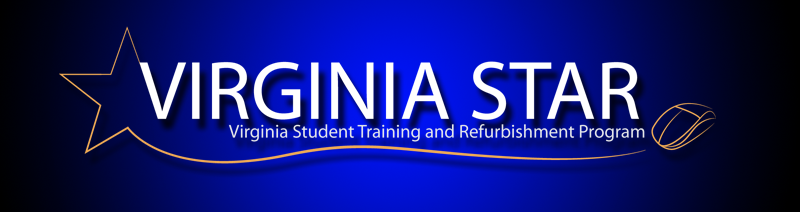 VIRGINIA STAR
Virginia Student Training and Refurbishment Program